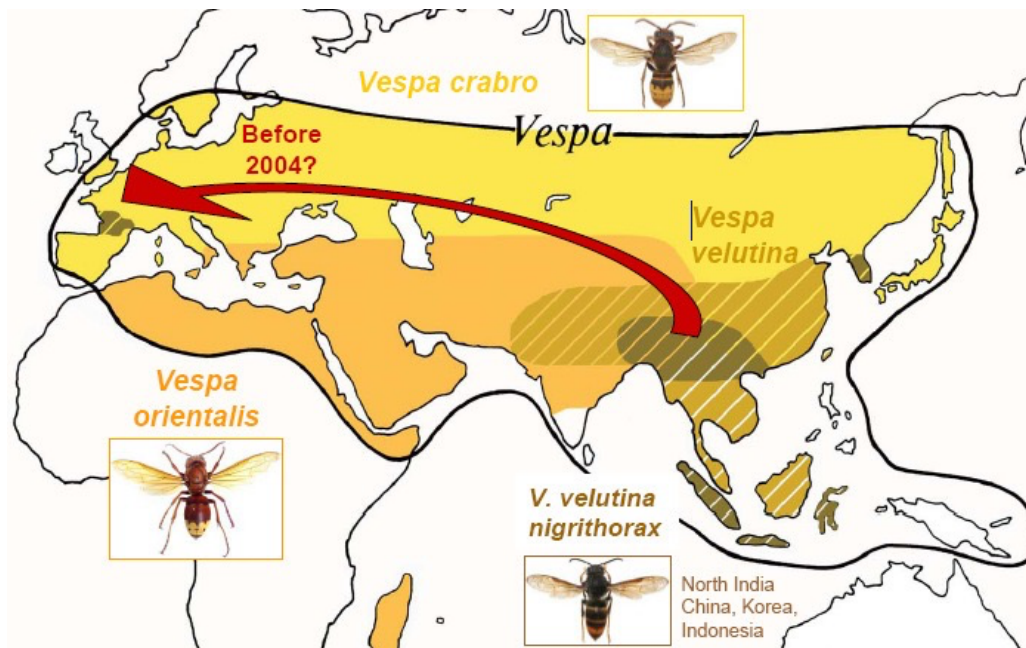 Vespa crabro
Before
2004?
Vespa
Vespa
velutina
Vespa
orientalis
V. velutina
nigrithorax
North India
China, Korea,
Indonesia